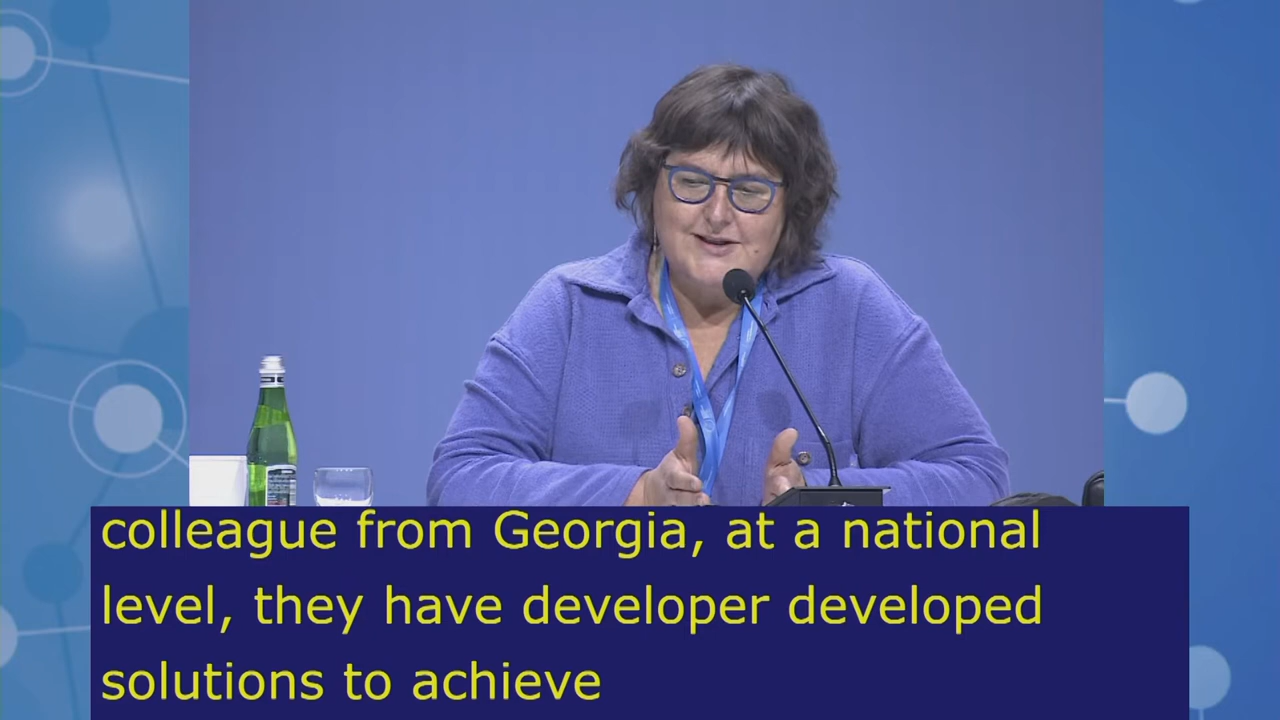 colleague from Georgia, at a national
level, they have developer developed
solutions to achieve